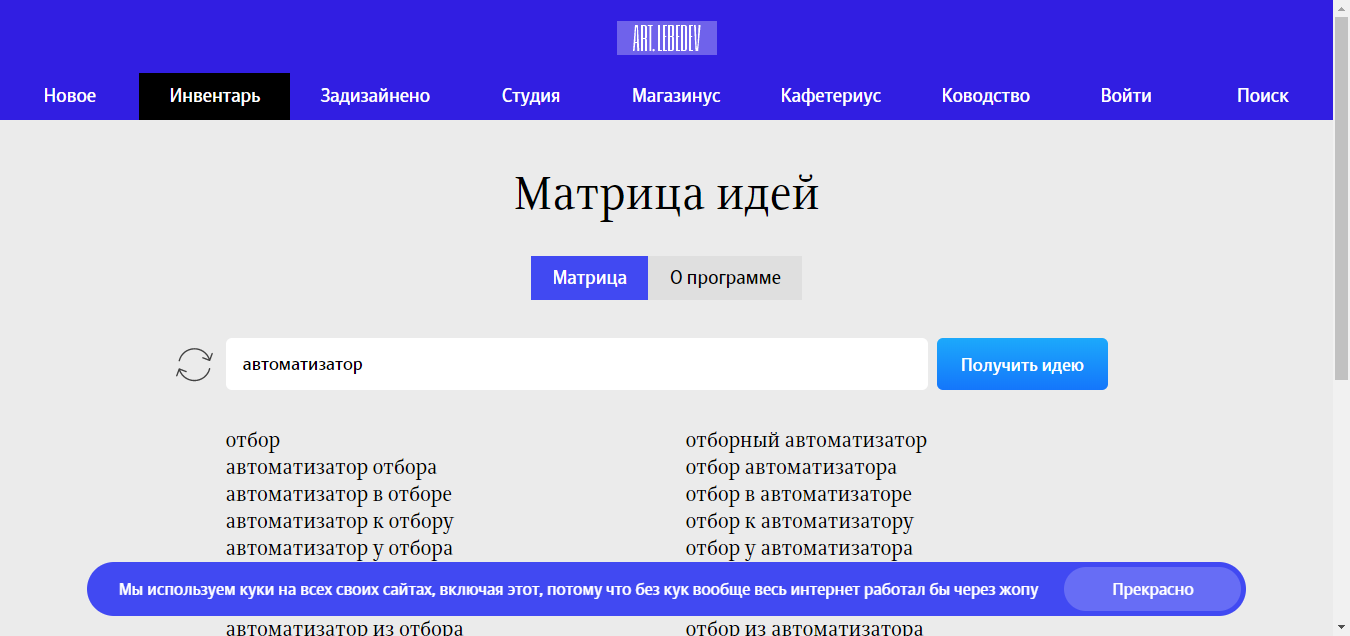 ART. LEBEDEV
Новое Инвентарь Задизайнено Студия Магазинус Кафетериус Ководство Войти Поиск
Матрица идей
Матрица О программе
автоматизатор Получить идею
отбор отборный автоматизатор
автоматизатор отбора отбор автоматизатора
автоматизатор в отборе отбор в автоматизаторе
автоматизатор к отбору отбор к автоматизатору
автоматизатор у отбора отбор у автоматизатора
Мы используем куки на всех своих сайтах, включая этот, потому что без кук вообще весь интернет работал бы через жопу Прекрасно
автоматизатор из отбора отбор из автоматизатора